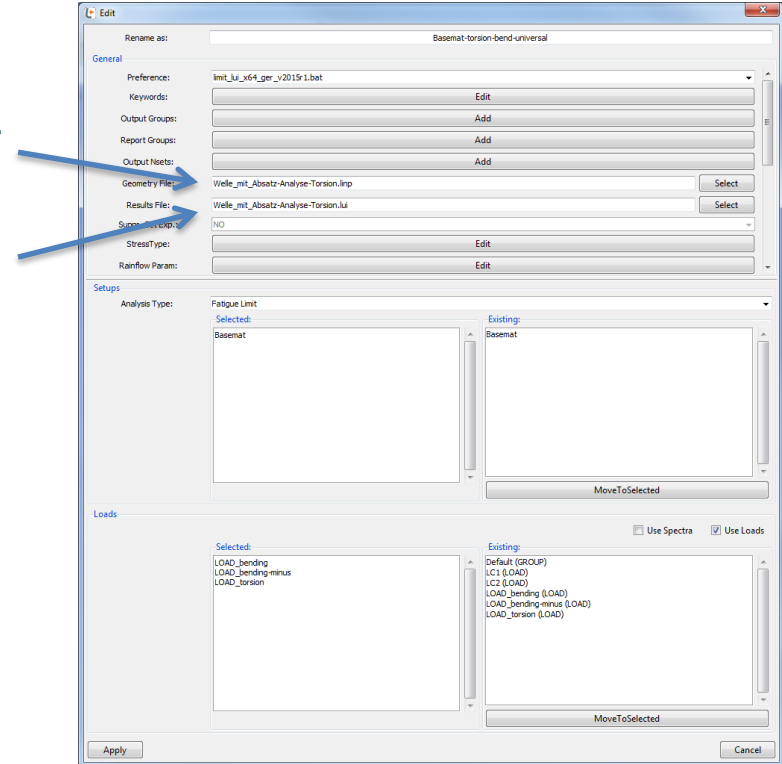 Edit
Rename as: Basemat-torsion-bend-universal
General
Preference: limit_lui_x64_ger_v2015r1.bat
Keywords: Edit
Output Groups: Add
Report Groups: Add
Output Nsets: Add
Geometry File: Welle_mit_Absatz-Analyse-Torsion.linp Select
Results File: Welle_mit_Absatz-Analyse-Torsion.lui Select
Exp.: NO
StressType: Edit
Rainflow Param: Edit
Setups
Analysis Type: Fatigue Limit
Selected: Existing:
Basemat Basemat
MoveToSelected
Loads
Use Spectra Use Loads
Selected: Existing:
LOAD_bending Default (GROUP)
LOAD_bending-minus LC1 (LOAD)
LOAD_torsion LC2 (LOAD)
LOAD_bending (LOAD)
LOAD_bending-minus (LOAD)
LOAD_torsion (LOAD)
MoveToSelected
Apply Cancel